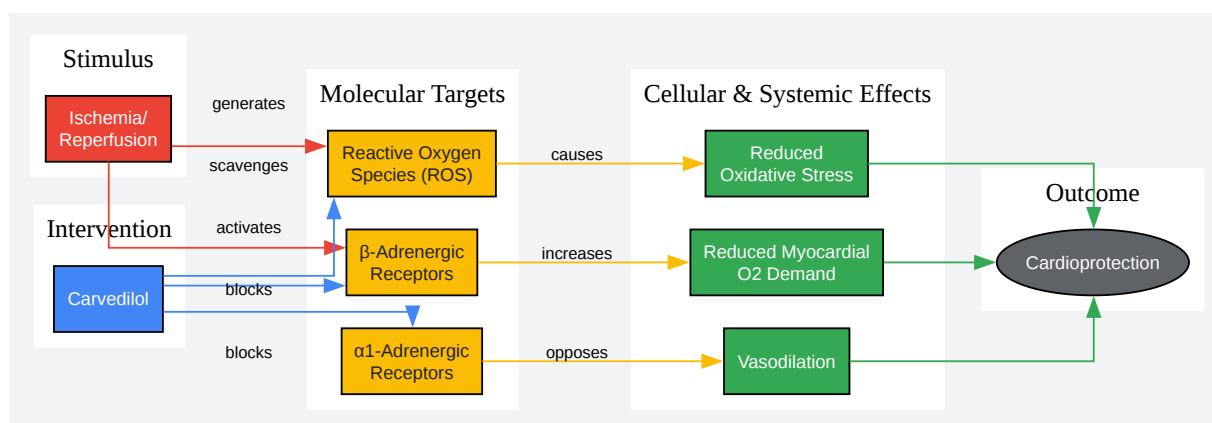 Stimulus
Ischemia/
Reperfusion
generates
scavenges
activates
Intervention
Carvedilol
blocks
blocks
Molecular Targets
Reactive Oxygen
Species (ROS)
β-Adrenergic
Receptors
α1-Adrenergic
Receptors
causes
increases
opposes
Cellular & Systemic Effects
Reduced
Oxidative Stress
Reduced Myocardial
O2 Demand
Vasodilation
Outcome
Cardioprotection